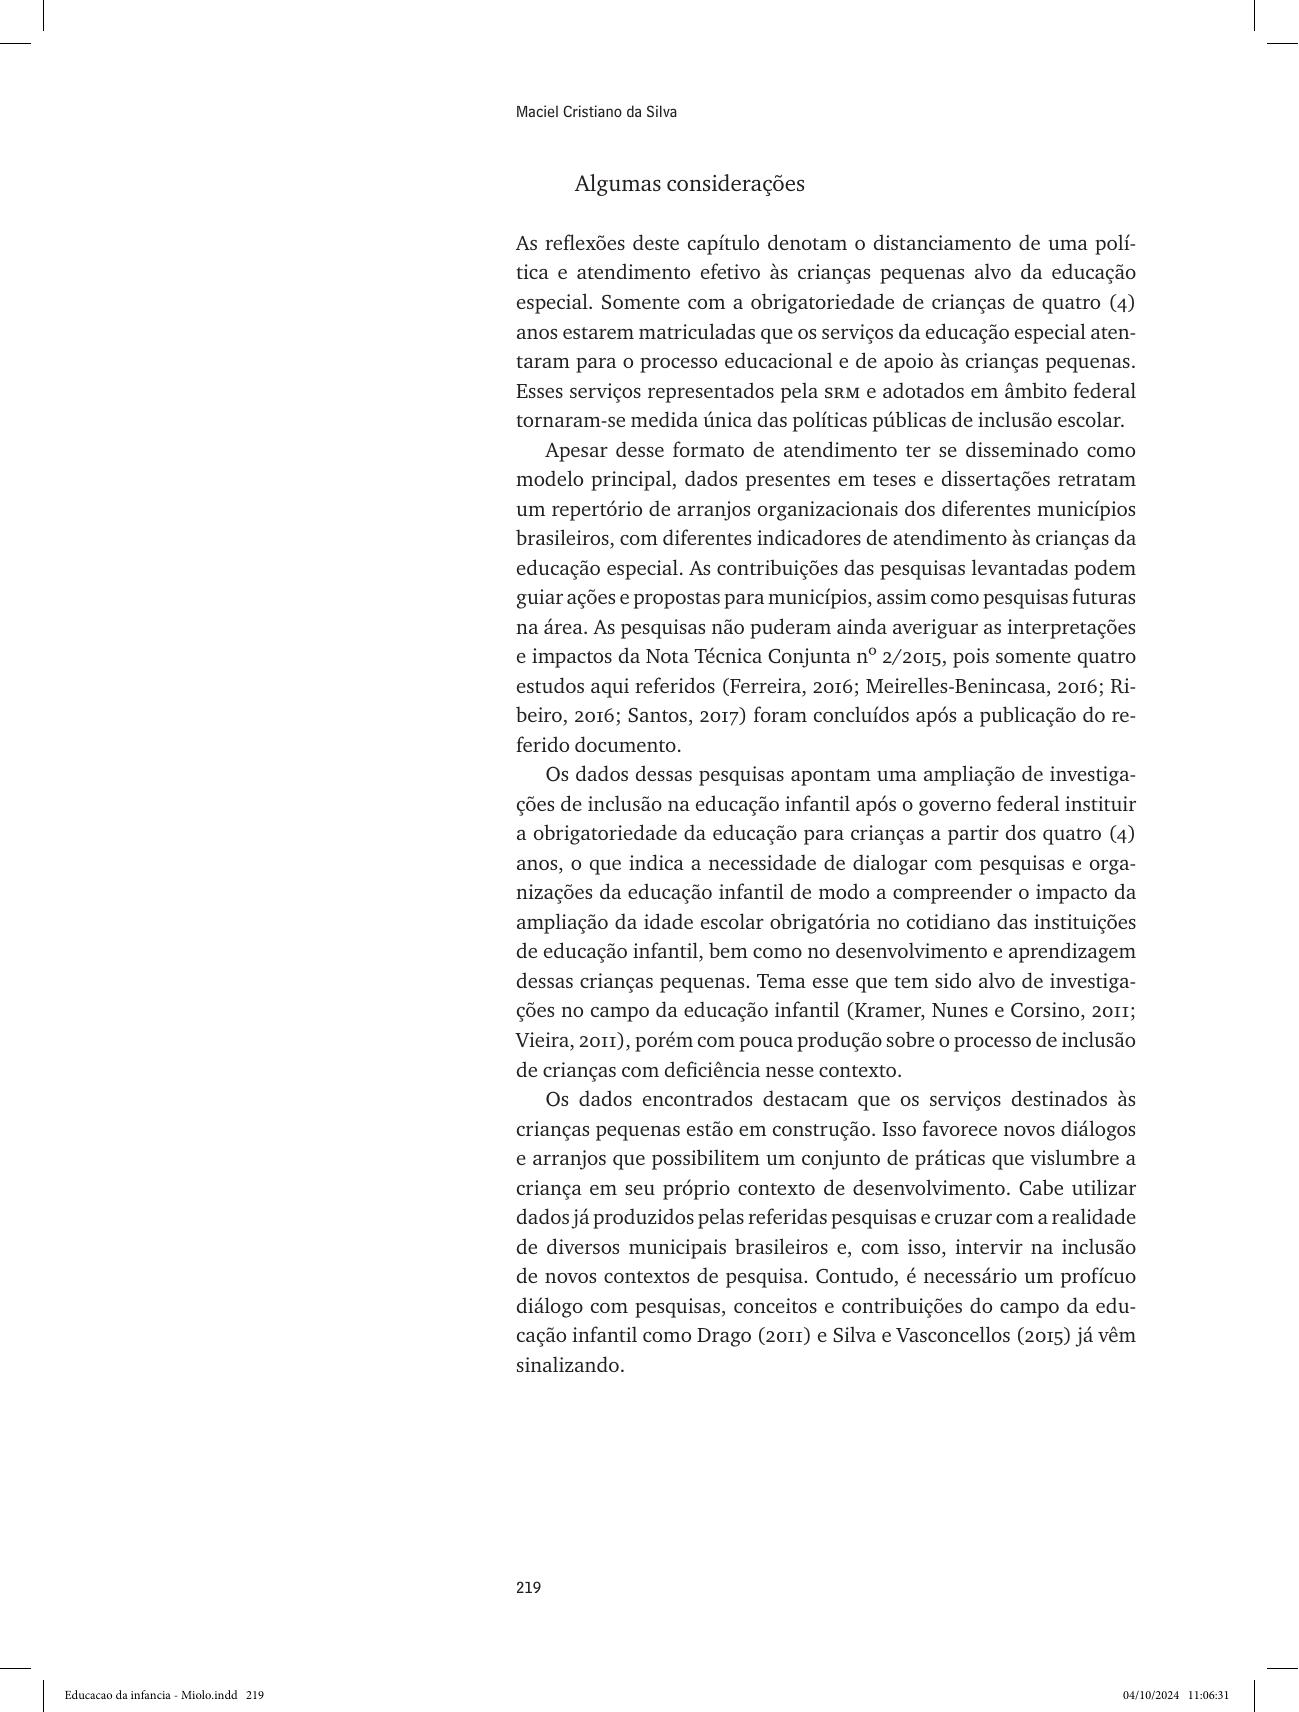 Maciel Cristiano da Silva
Algumas considerações
As reflexões deste capítulo denotam o distanciamento de uma polí-
tica e atendimento efetivo às crianças pequenas alvo da educação
especial. Somente com a obrigatoriedade de crianças de quatro (4)
anos estarem matriculadas que os serviços da educação especial aten-
taram para o processo educacional e de apoio às crianças pequenas.
Esses serviços representados pela SRM e adotados em âmbito federal
tornaram-se medida única das políticas públicas de inclusão escolar.
Apesar desse formato de atendimento ter se disseminado como
modelo principal, dados presentes em teses e dissertações retratam
um repertório de arranjos organizacionais dos diferentes municípios
brasileiros, com diferentes indicadores de atendimento às crianças da
educação especial. As contribuições das pesquisas levantadas podem
guiar ações e propostas para municípios, assim como pesquisas futuras
na área. As pesquisas não puderam ainda averiguar as interpretações
e impactos da Nota Técnica Conjunta nº 2/2015, pois somente quatro
estudos aqui referidos (Ferreira, 2016; Meirelles-Benincasa, 2016; Ri-
beiro, 2016; Santos, 2017) foram concluídos após a publicação do re-
ferido documento.
Os dados dessas pesquisas apontam uma ampliação de investiga-
ções de inclusão na educação infantil após o governo federal instituir
a obrigatoriedade da educação para crianças a partir dos quatro (4)
anos, o que indica a necessidade de dialogar com pesquisas e orga-
nizações da educação infantil de modo a compreender o impacto da
ampliação da idade escolar obrigatória no cotidiano das instituições
de educação infantil, bem como no desenvolvimento e aprendizagem
dessas crianças pequenas. Tema esse que tem sido alvo de investiga-
ções no campo da educação infantil (Kramer, Nunes e Corsino, 2011;
Vieira, 2011), porém com pouca produção sobre o processo de inclusão
de crianças com deficiência nesse contexto.
Os dados encontrados destacam que os serviços destinados às
crianças pequenas estão em construção. Isso favorece novos diálogos
e arranjos que possibilitem um conjunto de práticas que vislumbre a
criança em seu próprio contexto de desenvolvimento. Cabe utilizar
dados já produzidos pelas referidas pesquisas e cruzar com a realidade
de diversos municipais brasileiros e, com isso, intervir na inclusão
de novos contextos de pesquisa. Contudo, é necessário um profícuo
diálogo com pesquisas, conceitos e contribuições do campo da edu-
cação infantil como Drago (2011) e Silva e Vasconcellos (2015) já vêm
sinalizando.
219
Educacao da infancia - Miolo.indd   219
04/10/2024   11:06:31